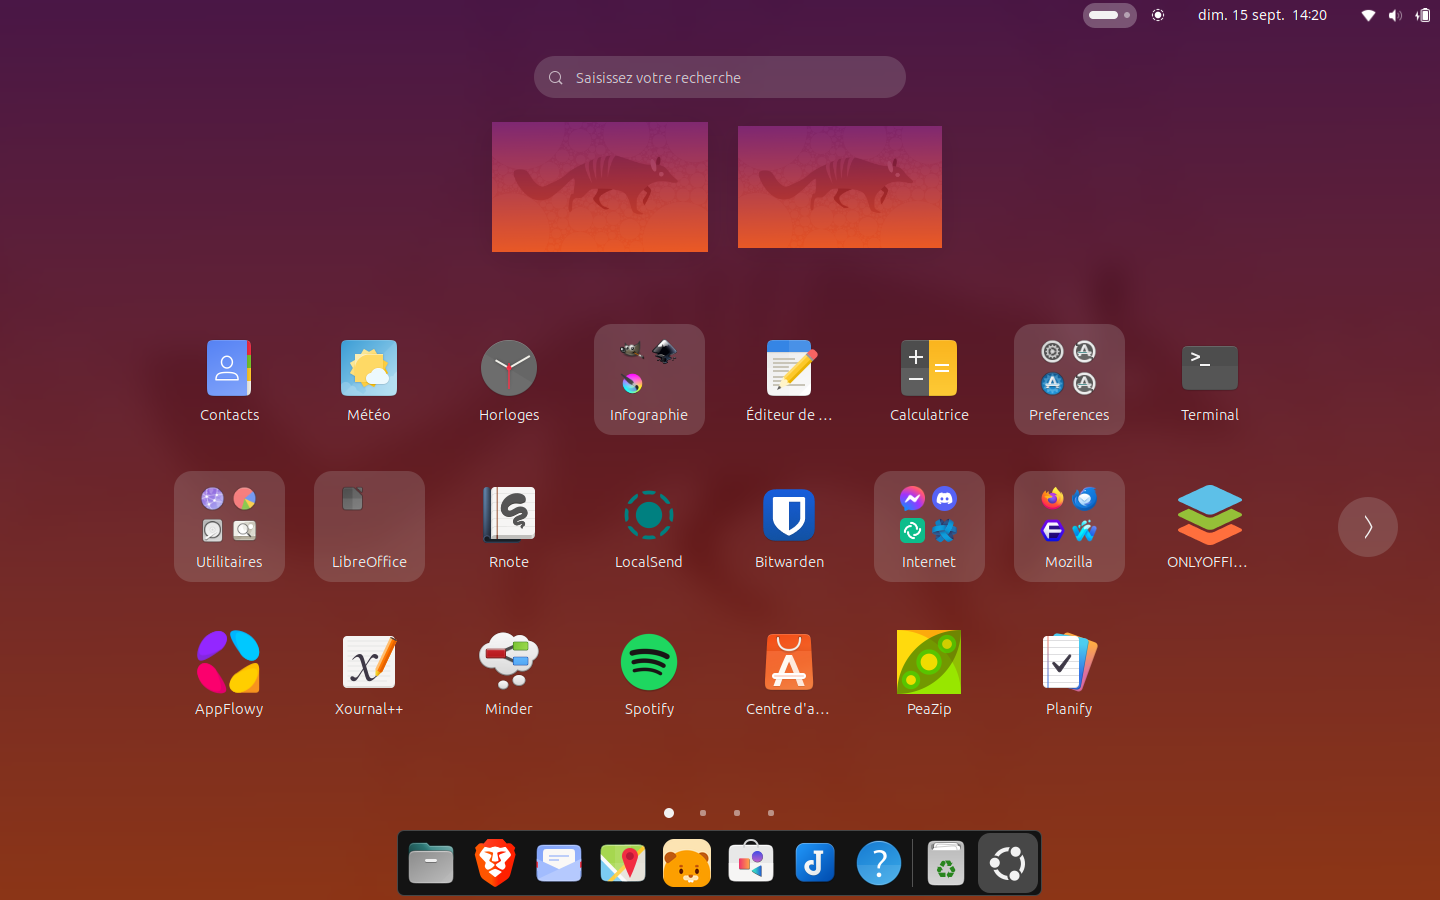 dim. 15 sept. 14:20
Saisissez votre recherche
Contacts
Météo
Horloges
Infographie
Éditeur de …
Calculatrice
Preferences
Terminal
Utilitaires
LibreOffice
Rnote
LocalSend
Bitwarden
Internet
Mozilla
ONLYOFFI…
AppFlowy
Xournal++
Minder
Spotify
Centre d'a…
PeaZip
Planify